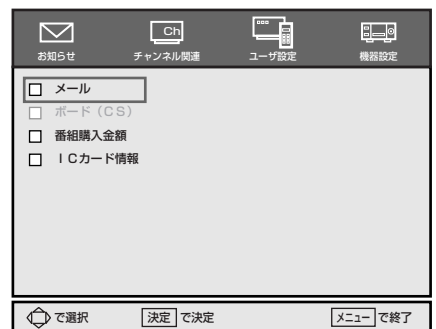 Ch
お知らせ チャンネル関連 ユーザ設定 機器設定
メール
ボード（CS）
番組購入金額
ICカード情報
で選択 決定 で決定 メニュー で終了